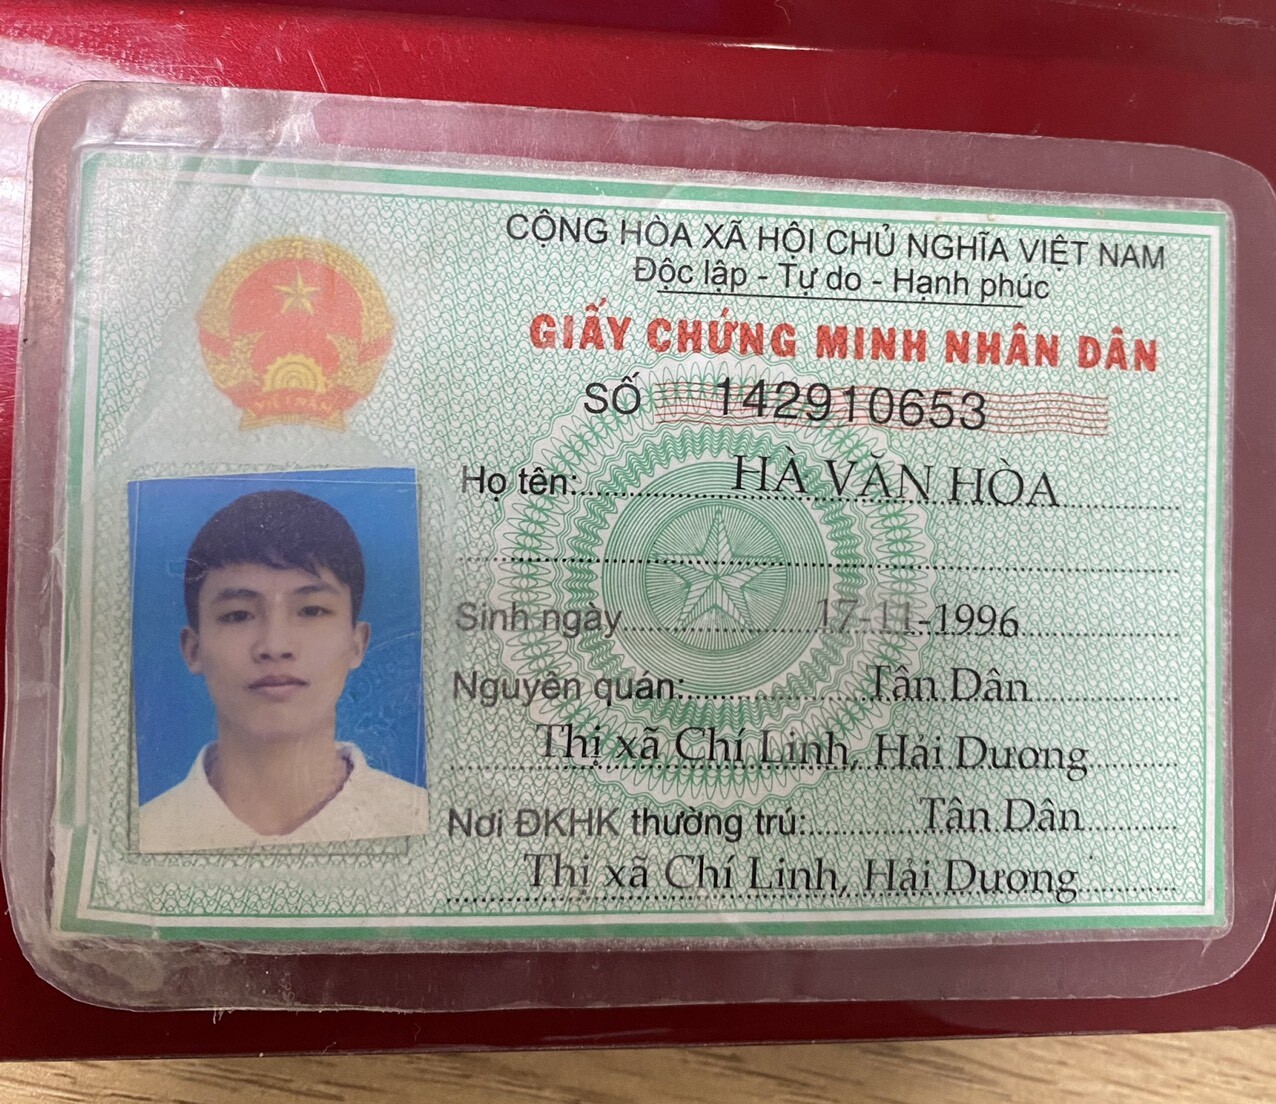 CỘNG HÒA XÃ HỘI CHỦ NGHĨA VIỆT NAM
Độc lập - Tự do - Hạnh phúc
GIẤY CHỨNG MINH NHÂN DÂN
SỐ 142910653
VIỆT NAM
Họ tên: HÀ VĂN HÒA
Sinh ngày 17-11-1996
Nguyên quán: Tân Dân
Thị xã Chí Linh, Hải Dương
Nơi ĐKHK thường trú: Tân Dân
Thị xã Chí Linh, Hải Dương